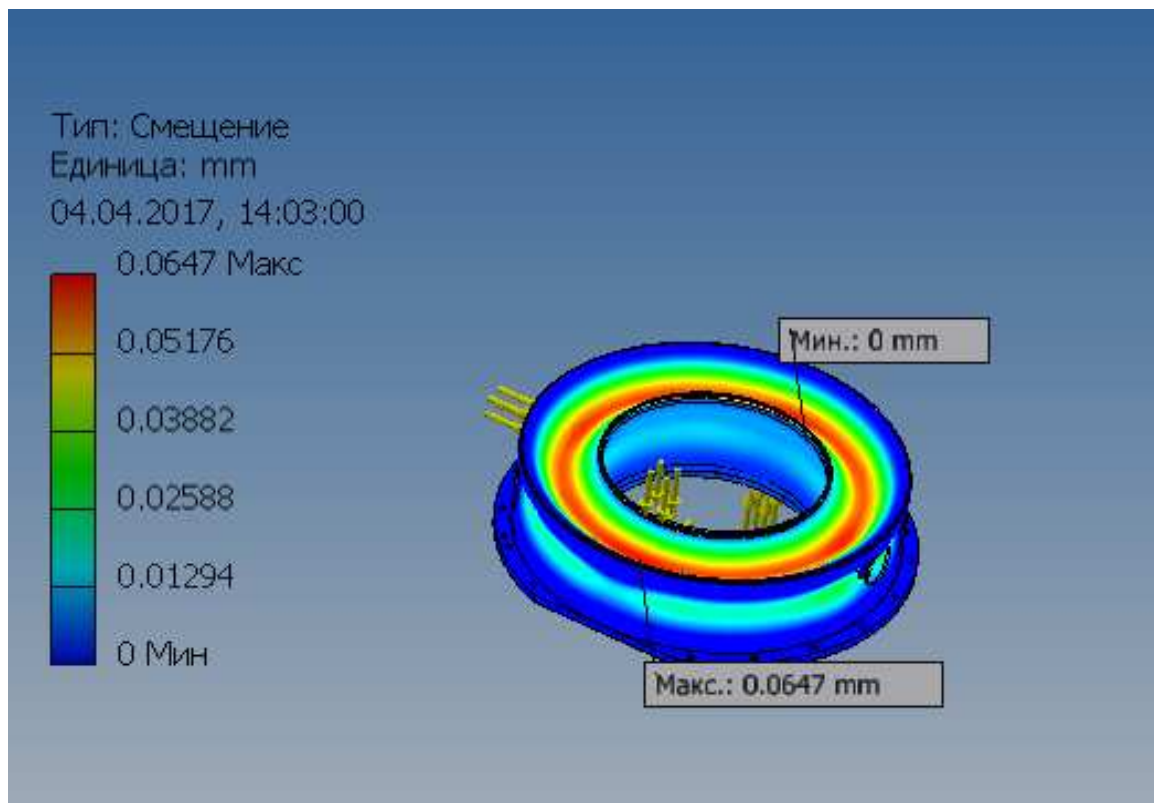 Тип: Смещение
Единица: mm
04.04.2017, 14:03:00
0.0647 Макс
0.05176
0.03882
0.02588
0.01294
0 Мин
Мин.: 0 mm
Макс.: 0.0647 mm